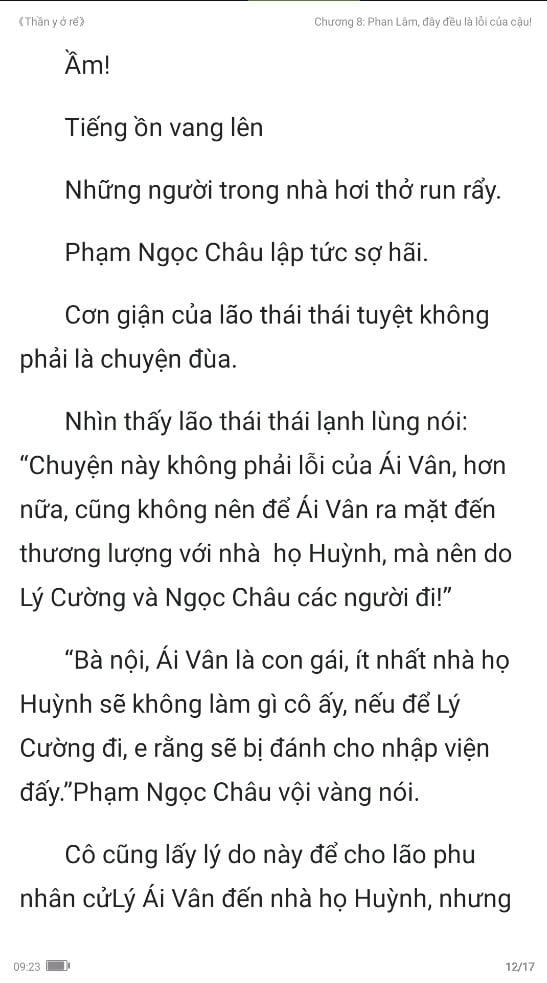 《Thần y ở rể》
Chương 8: Phan Lâm, đây đều là lỗi của cậu!
Ầm!
Tiếng ồn vang lên
Những người trong nhà hơi thở run rẩy.
Phạm Ngọc Châu lập tức sợ hãi.
Cơn giận của lão thái thái tuyệt không
phải là chuyện đùa.
Nhìn thấy lão thái thái lạnh lùng nói:
“Chuyện này không phải lỗi của Ái Vân, hơn
nữa, cũng không nên để Ái Vân ra mặt đến
thương lượng với nhà  họ Huỳnh, mà nên do
Lý Cường và Ngọc Châu các người đi!”
“Bà nội, Ái Vân là con gái, ít nhất nhà họ
Huỳnh sẽ không làm gì cô ấy, nếu để Lý
Cường đi, e rằng sẽ bị đánh cho nhập viện
đấy.”Phạm Ngọc Châu vội vàng nói.
Cô cũng lấy lý do này để cho lão phu
nhân cửLý Ái Vân đến nhà họ Huỳnh, nhưng
09:23
12/17